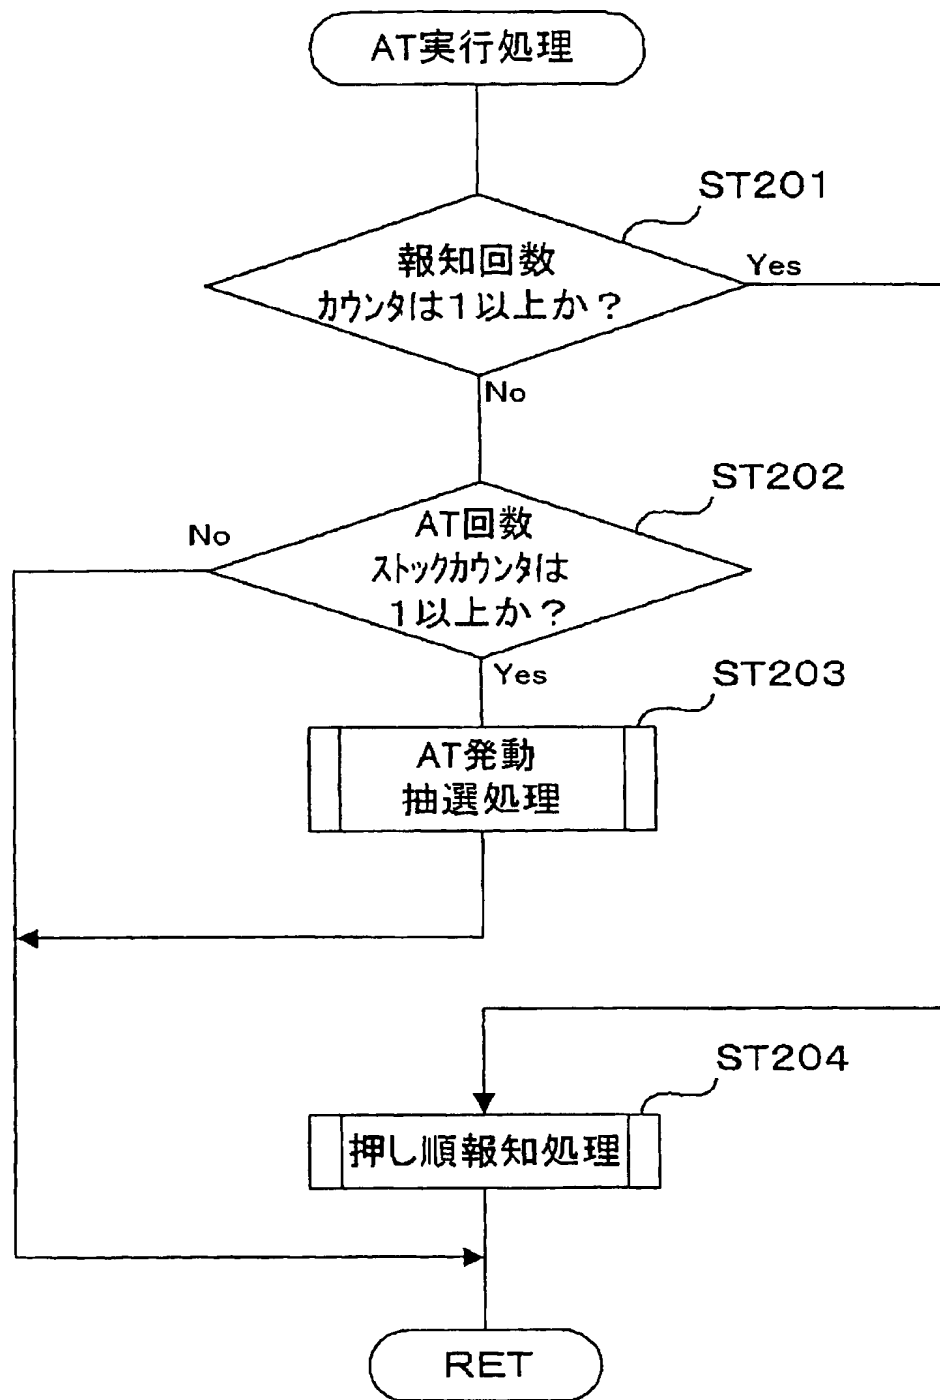 AT実行処理
ST201
報知回数
カウンタは1以上か?
Yes
No
ST202
No
AT回数
ストックカウンタは
1以上か?
Yes
ST203
AT発動
抽選処理
ST204
押し順報知処理
RET